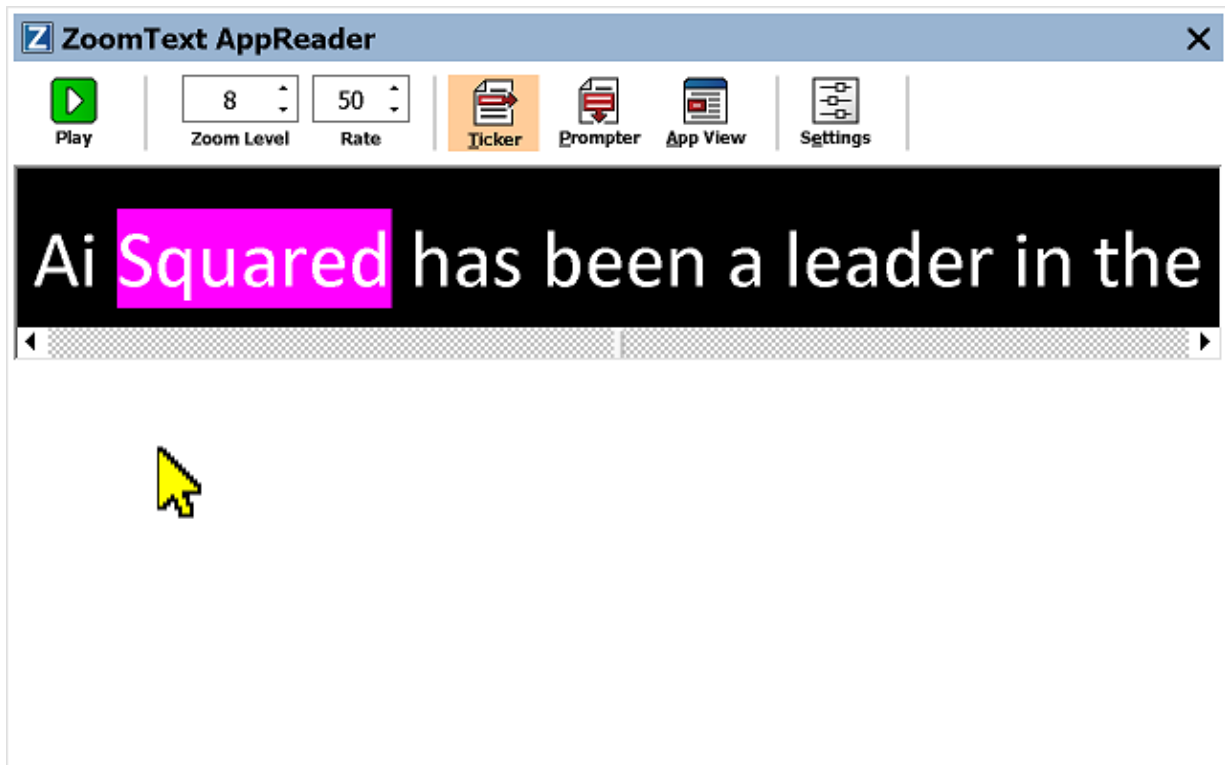 Z ZoomText AppReader
8 50
Play Zoom Level Rate Ticker Prompter App View Settings
Ai Squared has been a leader in the